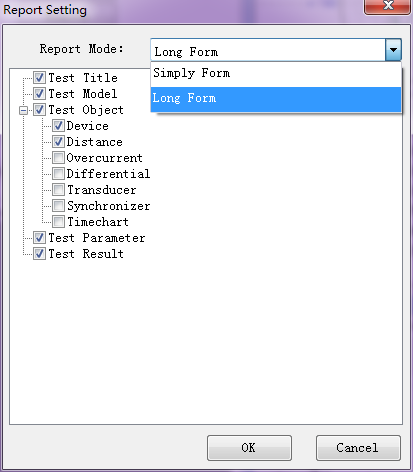 Report Setting
Report Mode: Long Form
Simply Form
Long Form
Test Title
Test Model
Test Object
Device
Distance
Overcurrent
Differential
Transducer
Synchronizer
Timechart
Test Parameter
Test Result
OK Cancel